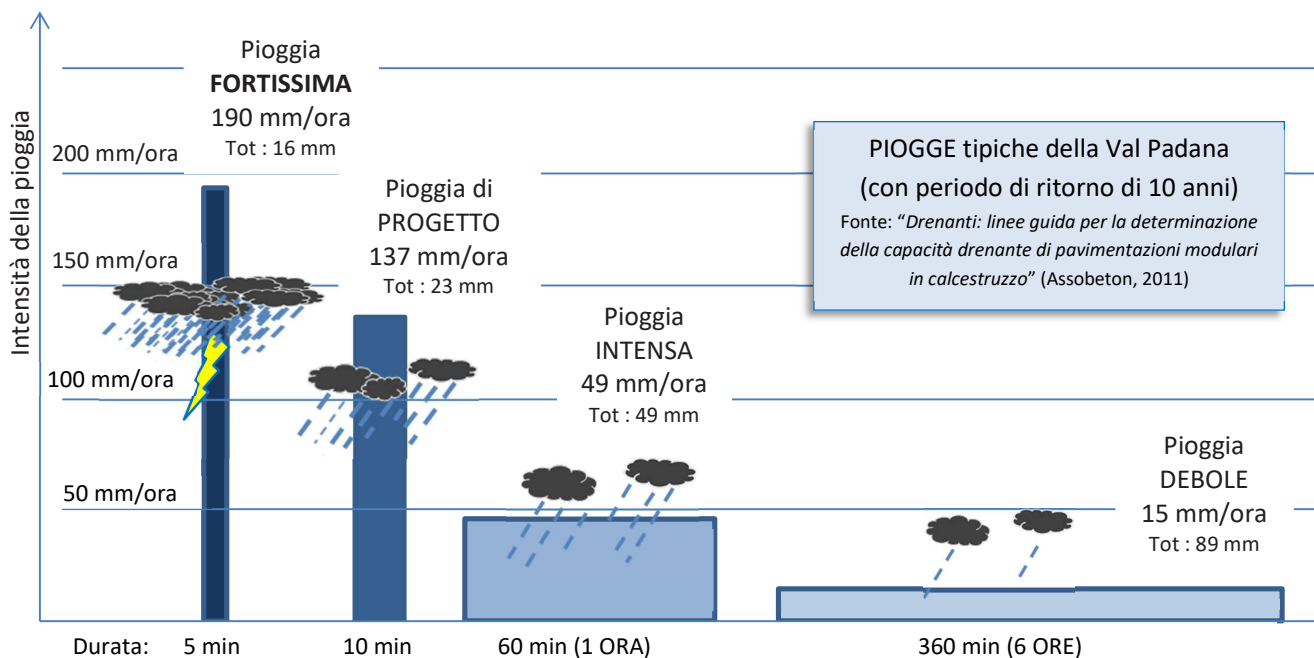 Intensità della pioggia
200 mm/ora
150 mm/ora
100 mm/ora
50 mm/ora
Pioggia
FORTISSIMA
190 mm/ora
Tot : 16 mm
Pioggia di
PROGETTO
137 mm/ora
Tot : 23 mm
Pioggia
INTENSA
49 mm/ora
Tot : 49 mm
Pioggia
DEBOLE
15 mm/ora
Tot : 89 mm
PIOGGE tipiche della Val Padana
(con periodo di ritorno di 10 anni)
Fonte: “Drenanti: linee guida per la determinazione
della capacità drenante di pavimentazioni modulari
in calcestruzzo” (Assobeton, 2011)
Durata:
5 min
10 min
60 min (1 ORA)
360 min (6 ORE)